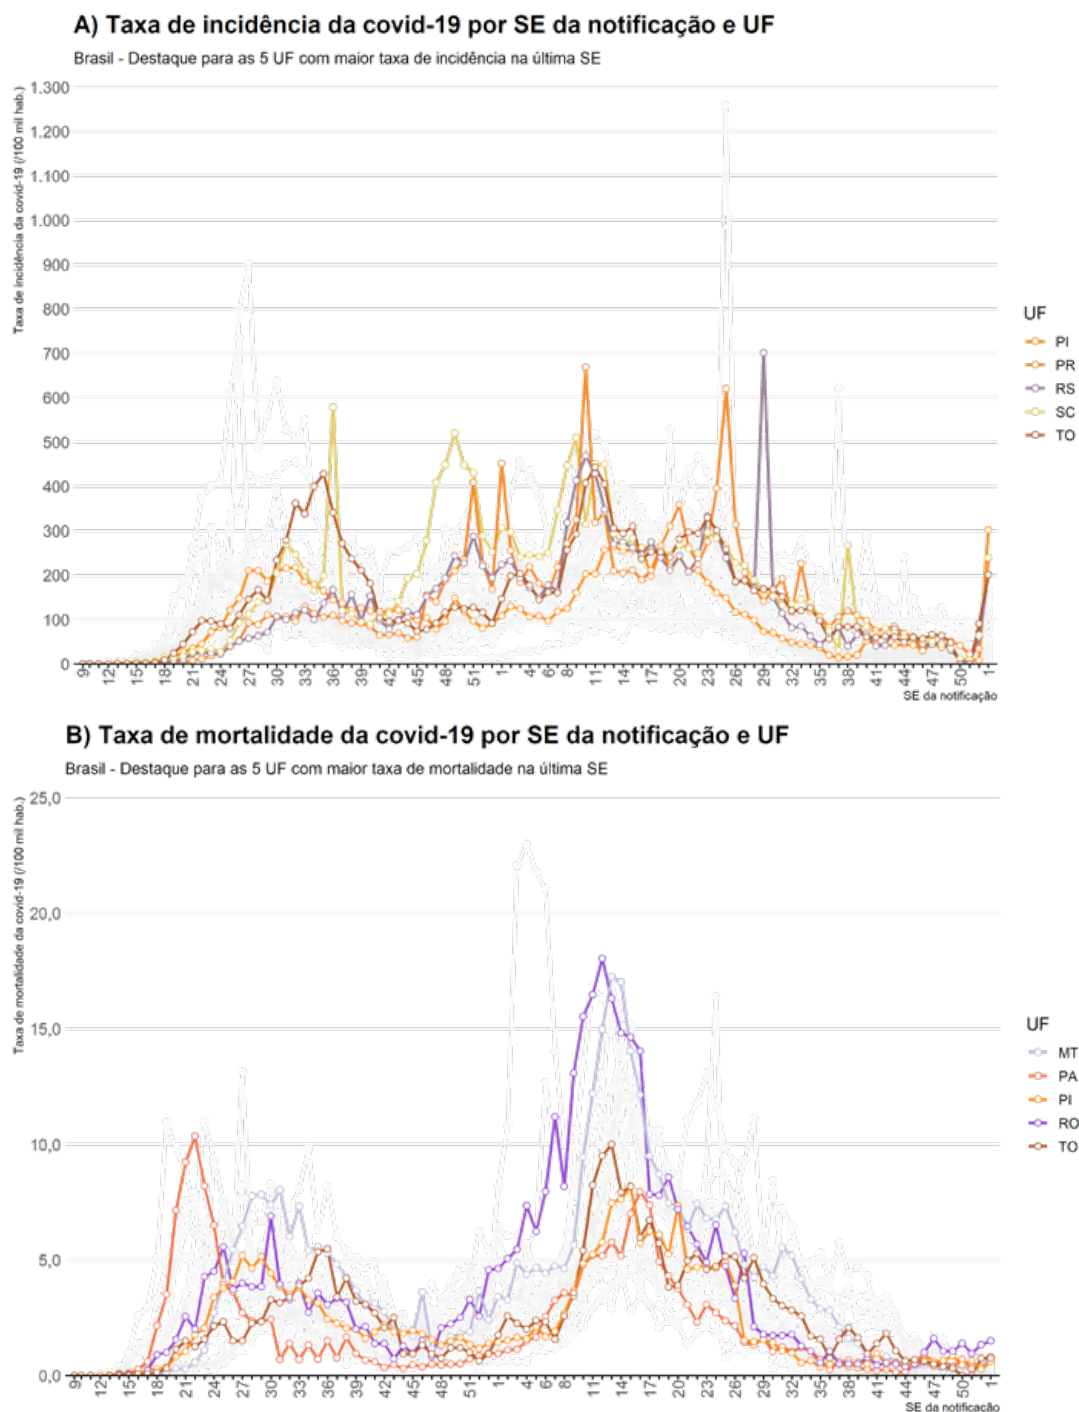 A) Taxa de incidência da covid-19 por SE da notificação e UF
Brasil - Destaque para as 5 UF com maior taxa de incidência na última SE
Taxa de incidência da covid-19 (/100 mil hab.)
1.300
1.200
1.100
1.000
900
800
700
600
500
400
300
200
100
0
9 12 15 18 21 24 27 30 33 36 39 42 45 48 51 1 4 6 8 11 14 17 20 23 26 29 32 35 38 41 44 47 50 1
SE da notificação
UF
PI
PR
RS
SC
TO
B) Taxa de mortalidade da covid-19 por SE da notificação e UF
Brasil - Destaque para as 5 UF com maior taxa de mortalidade na última SE
Taxa de mortalidade da covid-19 (/100 mil hab.)
25,0
20,0
15,0
10,0
5,0
0,0
9 12 15 18 21 24 27 30 33 36 39 42 45 48 51 1 4 6 8 11 14 17 20 23 26 29 32 35 38 41 44 47 50 1
SE da notificação
UF
MT
PA
PI
RO
TO